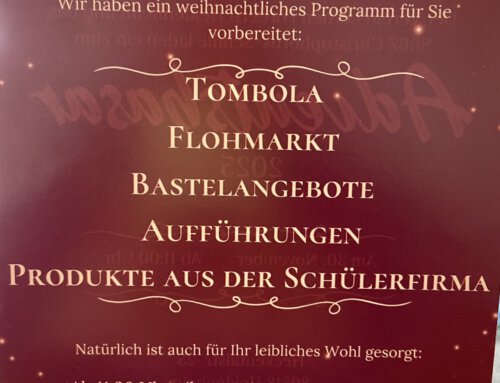 Wir haben ein weihnachtliches Programm für Sie
vorbereitet:
TOMBOLA
FLOHMARKT
BASTELANGEBOTE
AUFFÜHRUNGEN
PRODUKTE AUS DER SCHÜLERFIRMA
Natürlich ist auch für Ihr leibliches Wohl gesorgt: